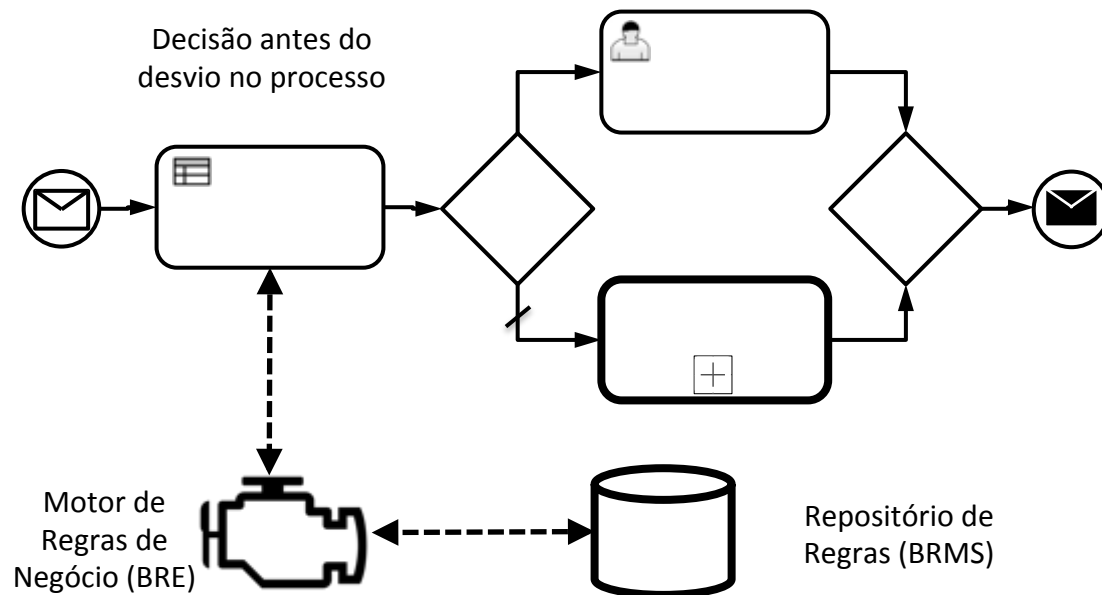 Decisão antes do
desvio no processo
Motor de
Regras de
Negócio (BRE)
Repositório de
Regras (BRMS)